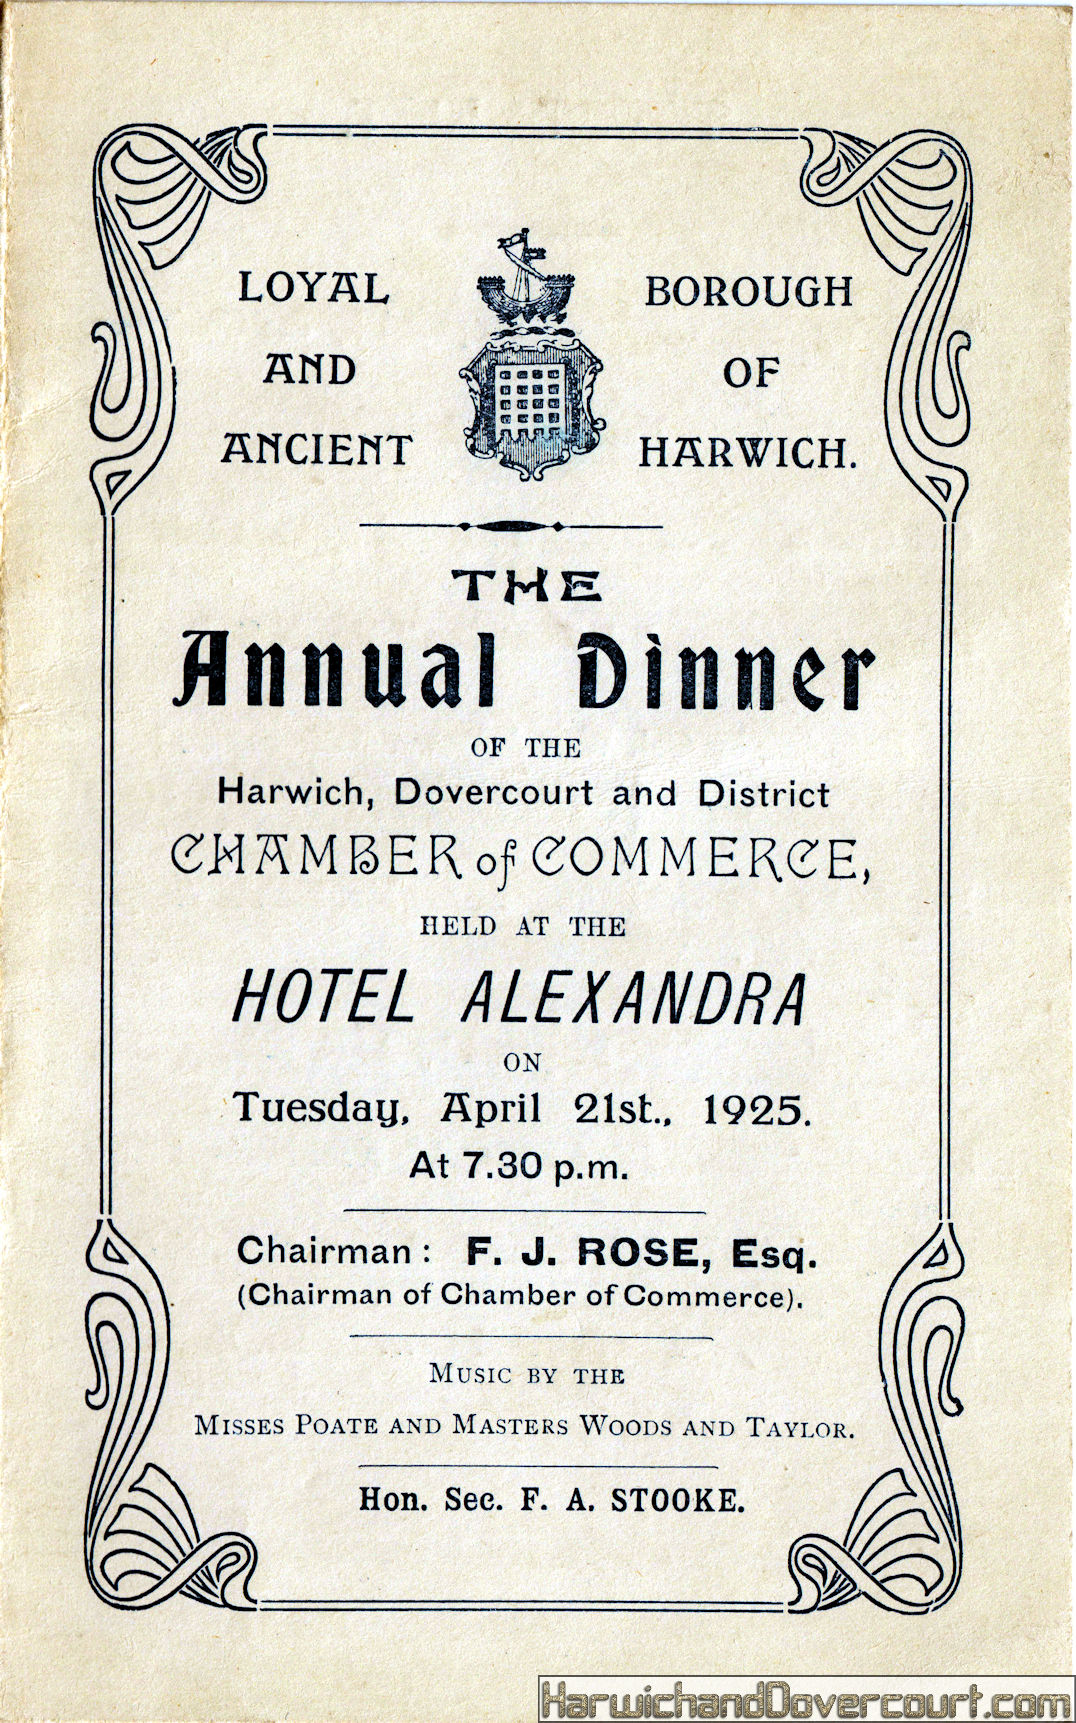 LOYAL
AND
ANCIENT
BOROUGH
OF
HARWICH.
THE
Annual Dinner
OF THE
Harwich, Dovercourt and District
CHAMBER of COMMERCE,
HELD AT THE
HOTEL ALEXANDRA
ON
Tuesday, April 21st., 1925.
At 7.30 p.m.
Chairman: F. J. ROSE, Esq.
(Chairman of Chamber of Commerce).
MUSIC BY THE
MISSES POATE AND MASTERS WOODS AND TAYLOR.
Hon. Sec. F. A. STOOKE.
HarwichandDovercourt.com